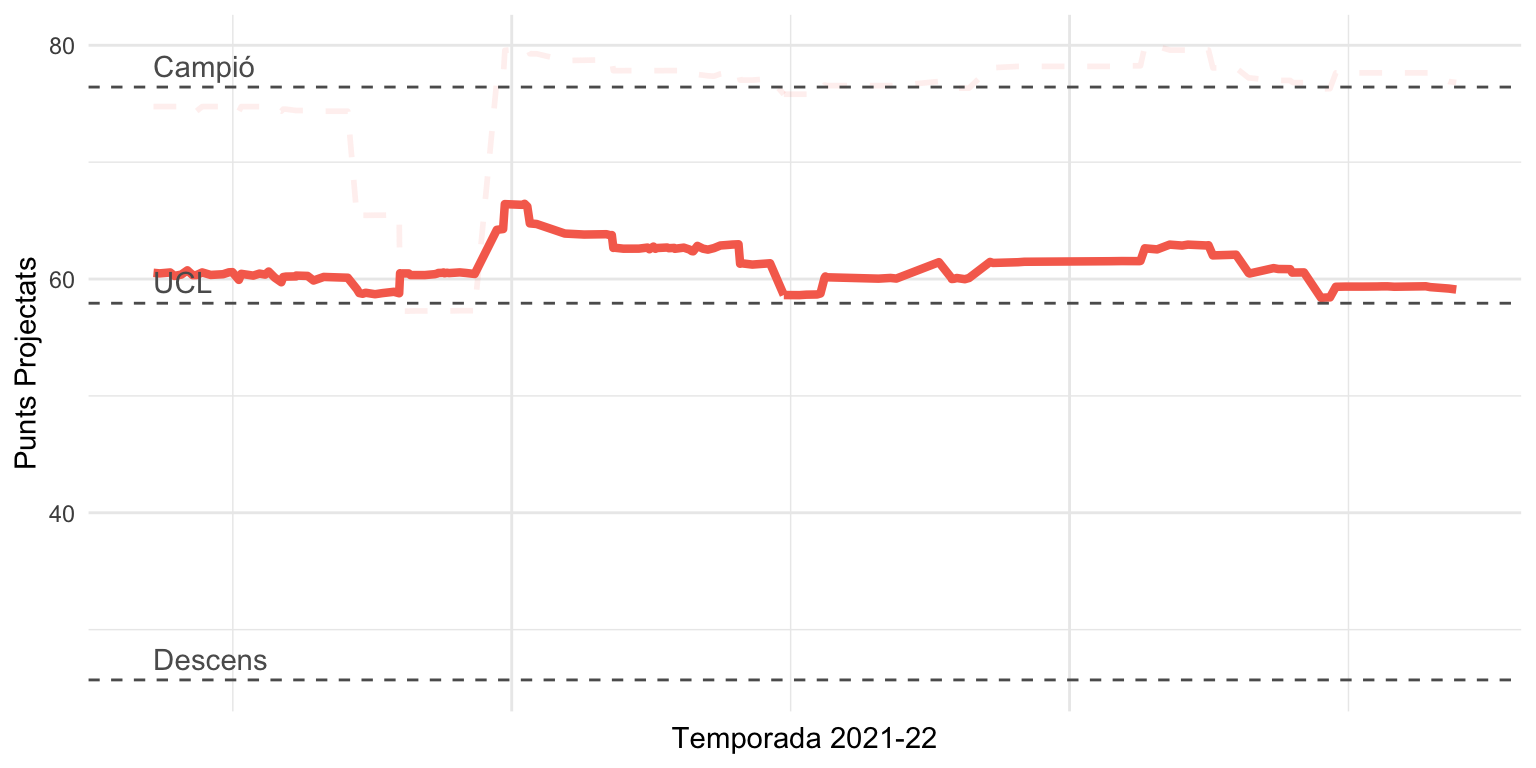 80
Campió
60
UCL
Punts Projectats
40
Descens
Temporada 2021-22